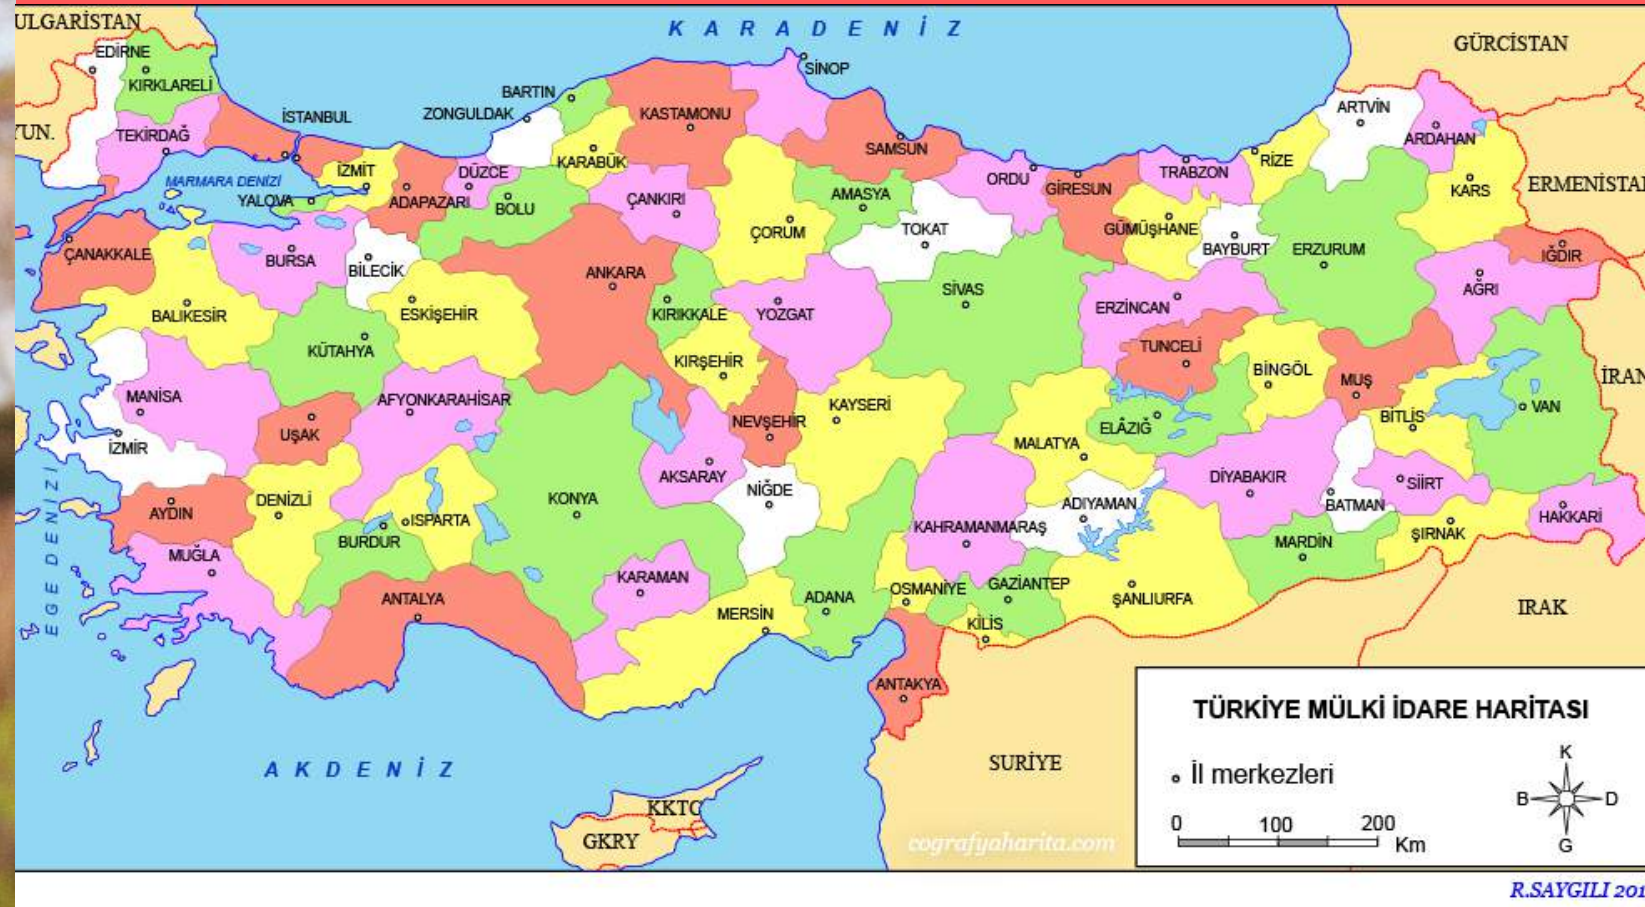 ULGARİSTAN
KARADENİZ
GÜRCİSTAN
EDİRNE
KIRKLARELİ
SİNOP
BARTIN
ZONGULDAK
KASTAMONU
ARTVİN
YUN.
TEKİRDAĞ
İSTANBUL
ARDAHAN
SAMSUN
KARABÜK
RİZE
İZMİT
DÜZCE
TRABZON
ORDU
GİRESUN
KARS
ERMENİSTAN
MARMARA DENİZİ
YALOVA
ADAPAZARI
BOLU
ÇANKIRI
AMASYA
TOKAT
ÇORUM
GÜMÜŞHANE
BAYBURT
ERZURUM
IĞDIR
ÇANAKKALE
BURSA
BİLECİK
ANKARA
SİVAS
AĞRI
BALIKESİR
ESKİŞEHİR
KIRIKKALE
YOZGAT
ERZİNCAN
KÜTAHYA
KIRŞEHİR
TUNCELİ
BİNGÖL
MUŞ
İRAN
MANİSA
AFYONKARAHİSAR
KAYSERİ
VAN
BİTLİS
UŞAK
NEVŞEHİR
ELÂZIĞ
İZMİR
MALATYA
AKSARAY
DİYABAKIR
SİİRT
NİĞDE
DENİZLİ
KONYA
ADIYAMAN
BATMAN
AYDIN
ISPARTA
HAKKARİ
KAHRAMANMARAŞ
ŞIRNAK
BURDUR
MARDİN
MUĞLA
EGE DENİZİ
KARAMAN
GAZİANTEP
OSMANİYE
ANTALYA
ADANA
ŞANLIURFA
MERSİN
KİLİS
IRAK
ANTAKYA
AKDENİZ
SURİYE
KKTC
GKRY
cografyaharita.com
TÜRKİYE MÜLKİ İDARE HARİTASI
İl merkezleri
K
B D
G
0 100 200
Km
R.SAYGILI 201